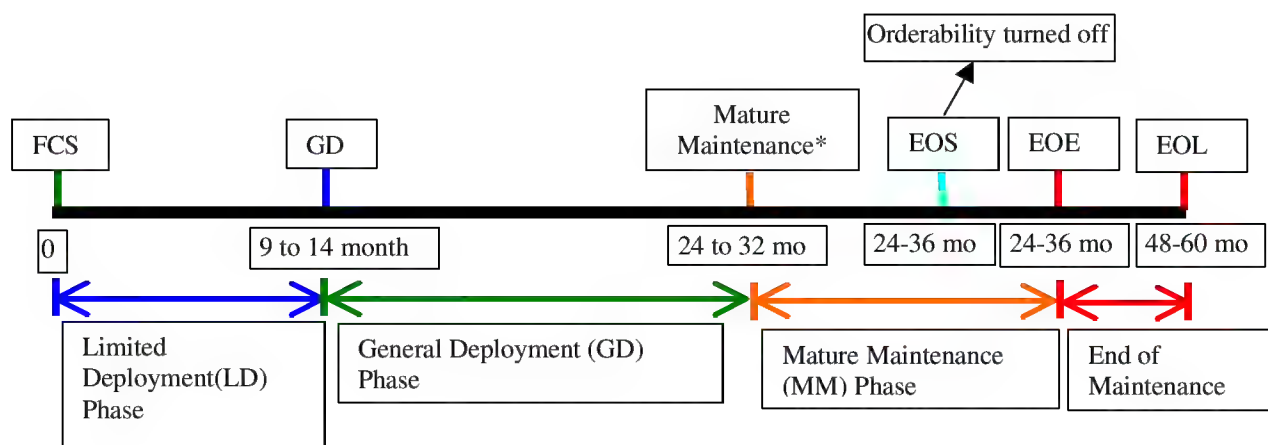 Orderability turned off
FCS
GD
Mature
Maintenance*
EOS
EOE
EOL
0
9 to 14 month
24 to 32 mo
24-36 mo
24-36 mo
48-60 mo
Limited
Deployment(LD)
Phase
General Deployment (GD)
Phase
Mature Maintenance
(MM) Phase
End of
Maintenance